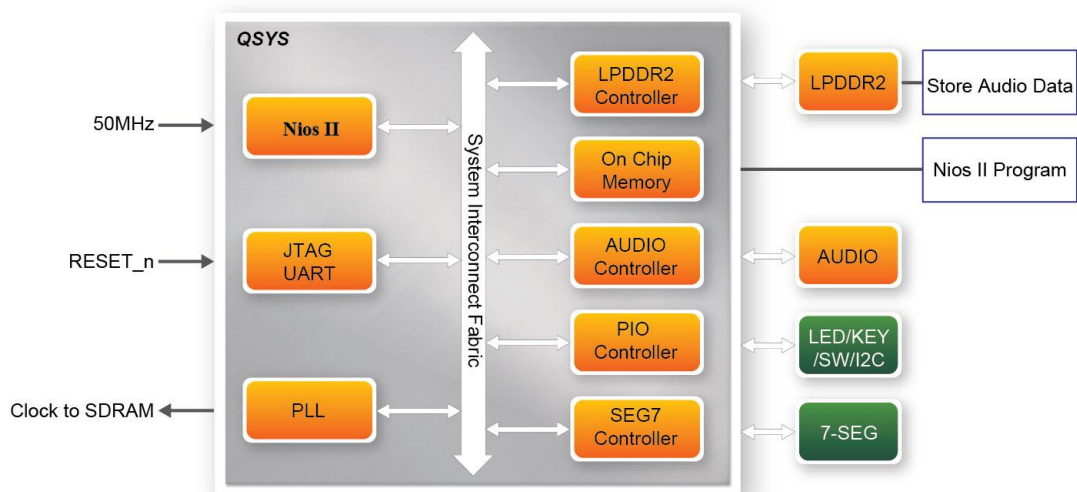 QSYS
50MHz
RESET_n
Clock to SDRAM
Nios II
JTAG
UART
PLL
System Interconnect Fabric
LPDDR2
Controller
On Chip
Memory
AUDIO
Controller
PIO
Controller
SEG7
Controller
LPDDR2
AUDIO
LED/KEY
/SW/I2C
7-SEG
Store Audio Data
Nios II Program